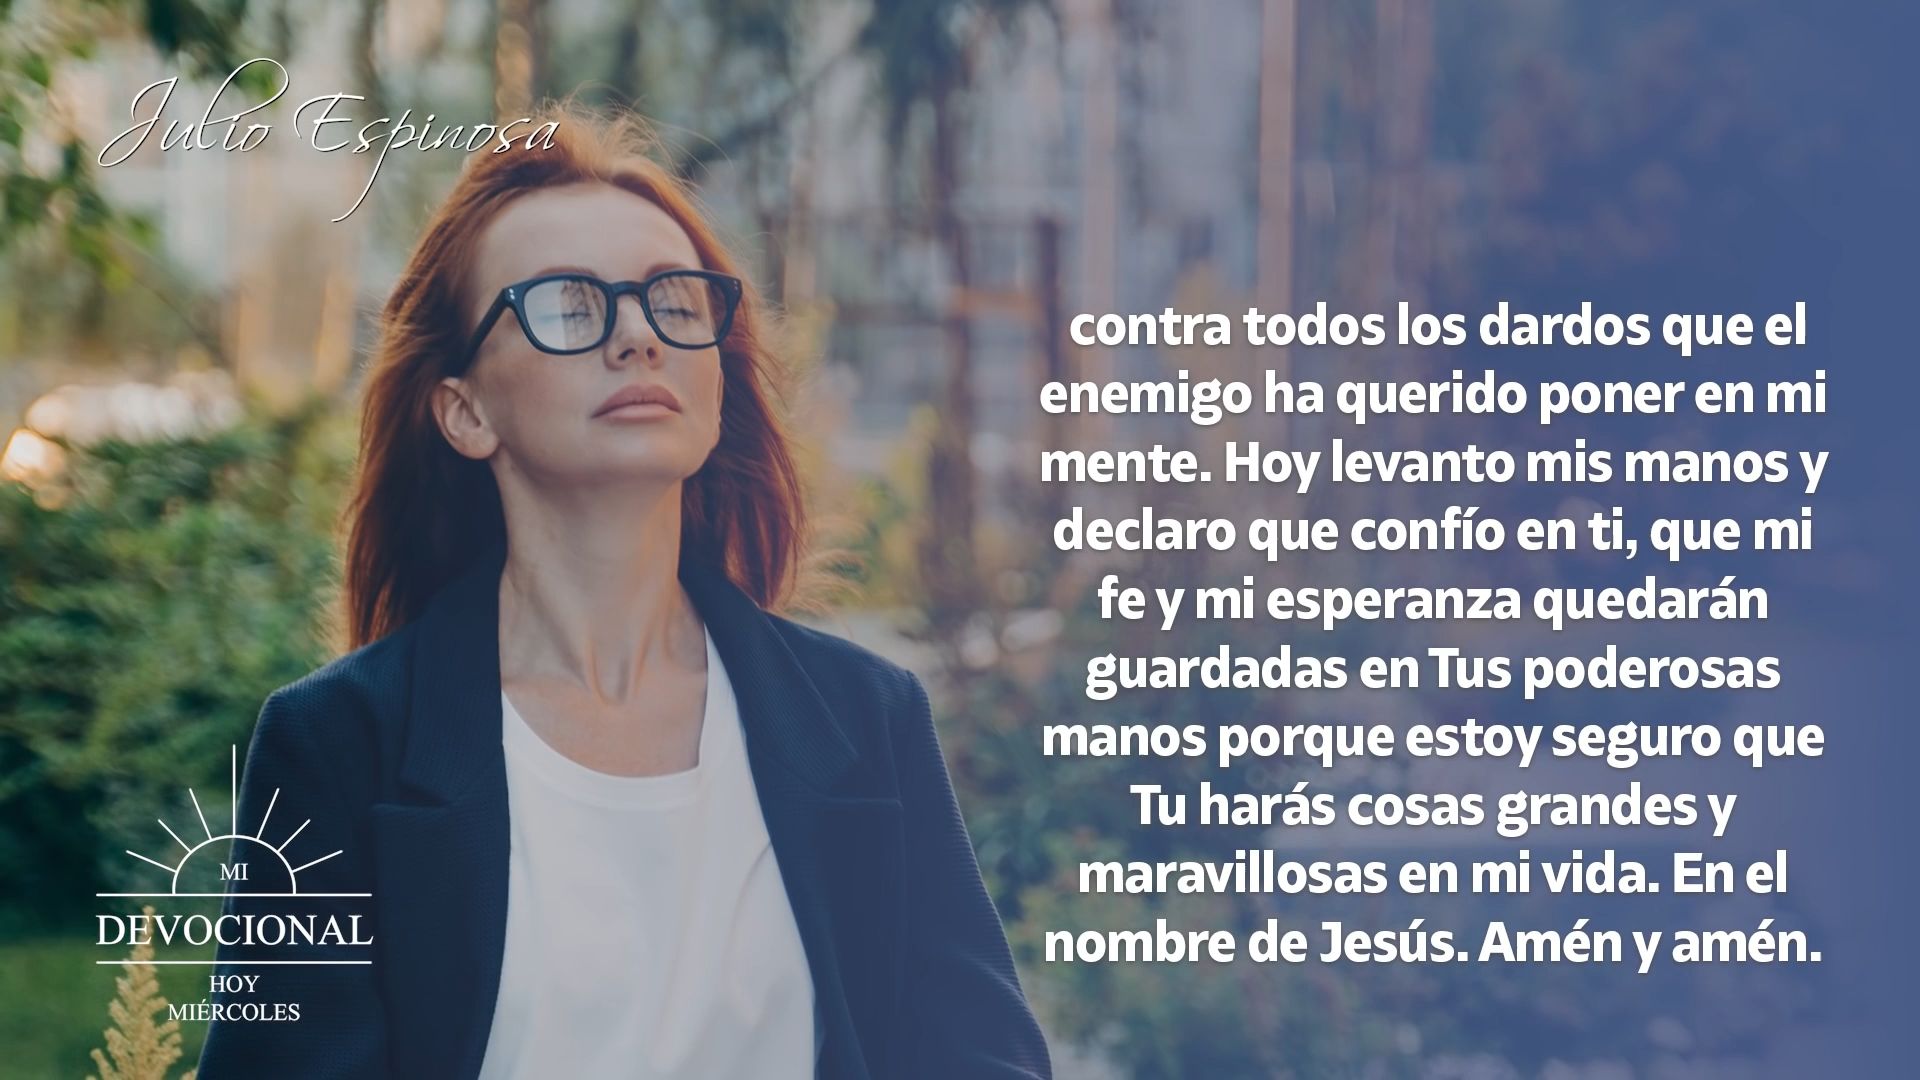 Julio Espinosa
contra todos los dardos que el
enemigo ha querido poner en mi
mente. Hoy levanto mis manos y
declaro que confío en ti, que mi
fe y mi esperanza quedarán
guardadas en Tus poderosas
manos porque estoy seguro que
Tu harás cosas grandes y
maravillosas en mi vida. En el
nombre de Jesús. Amén y amén.
MI
DEVOCIONAL
HOY
MIÉRCOLES